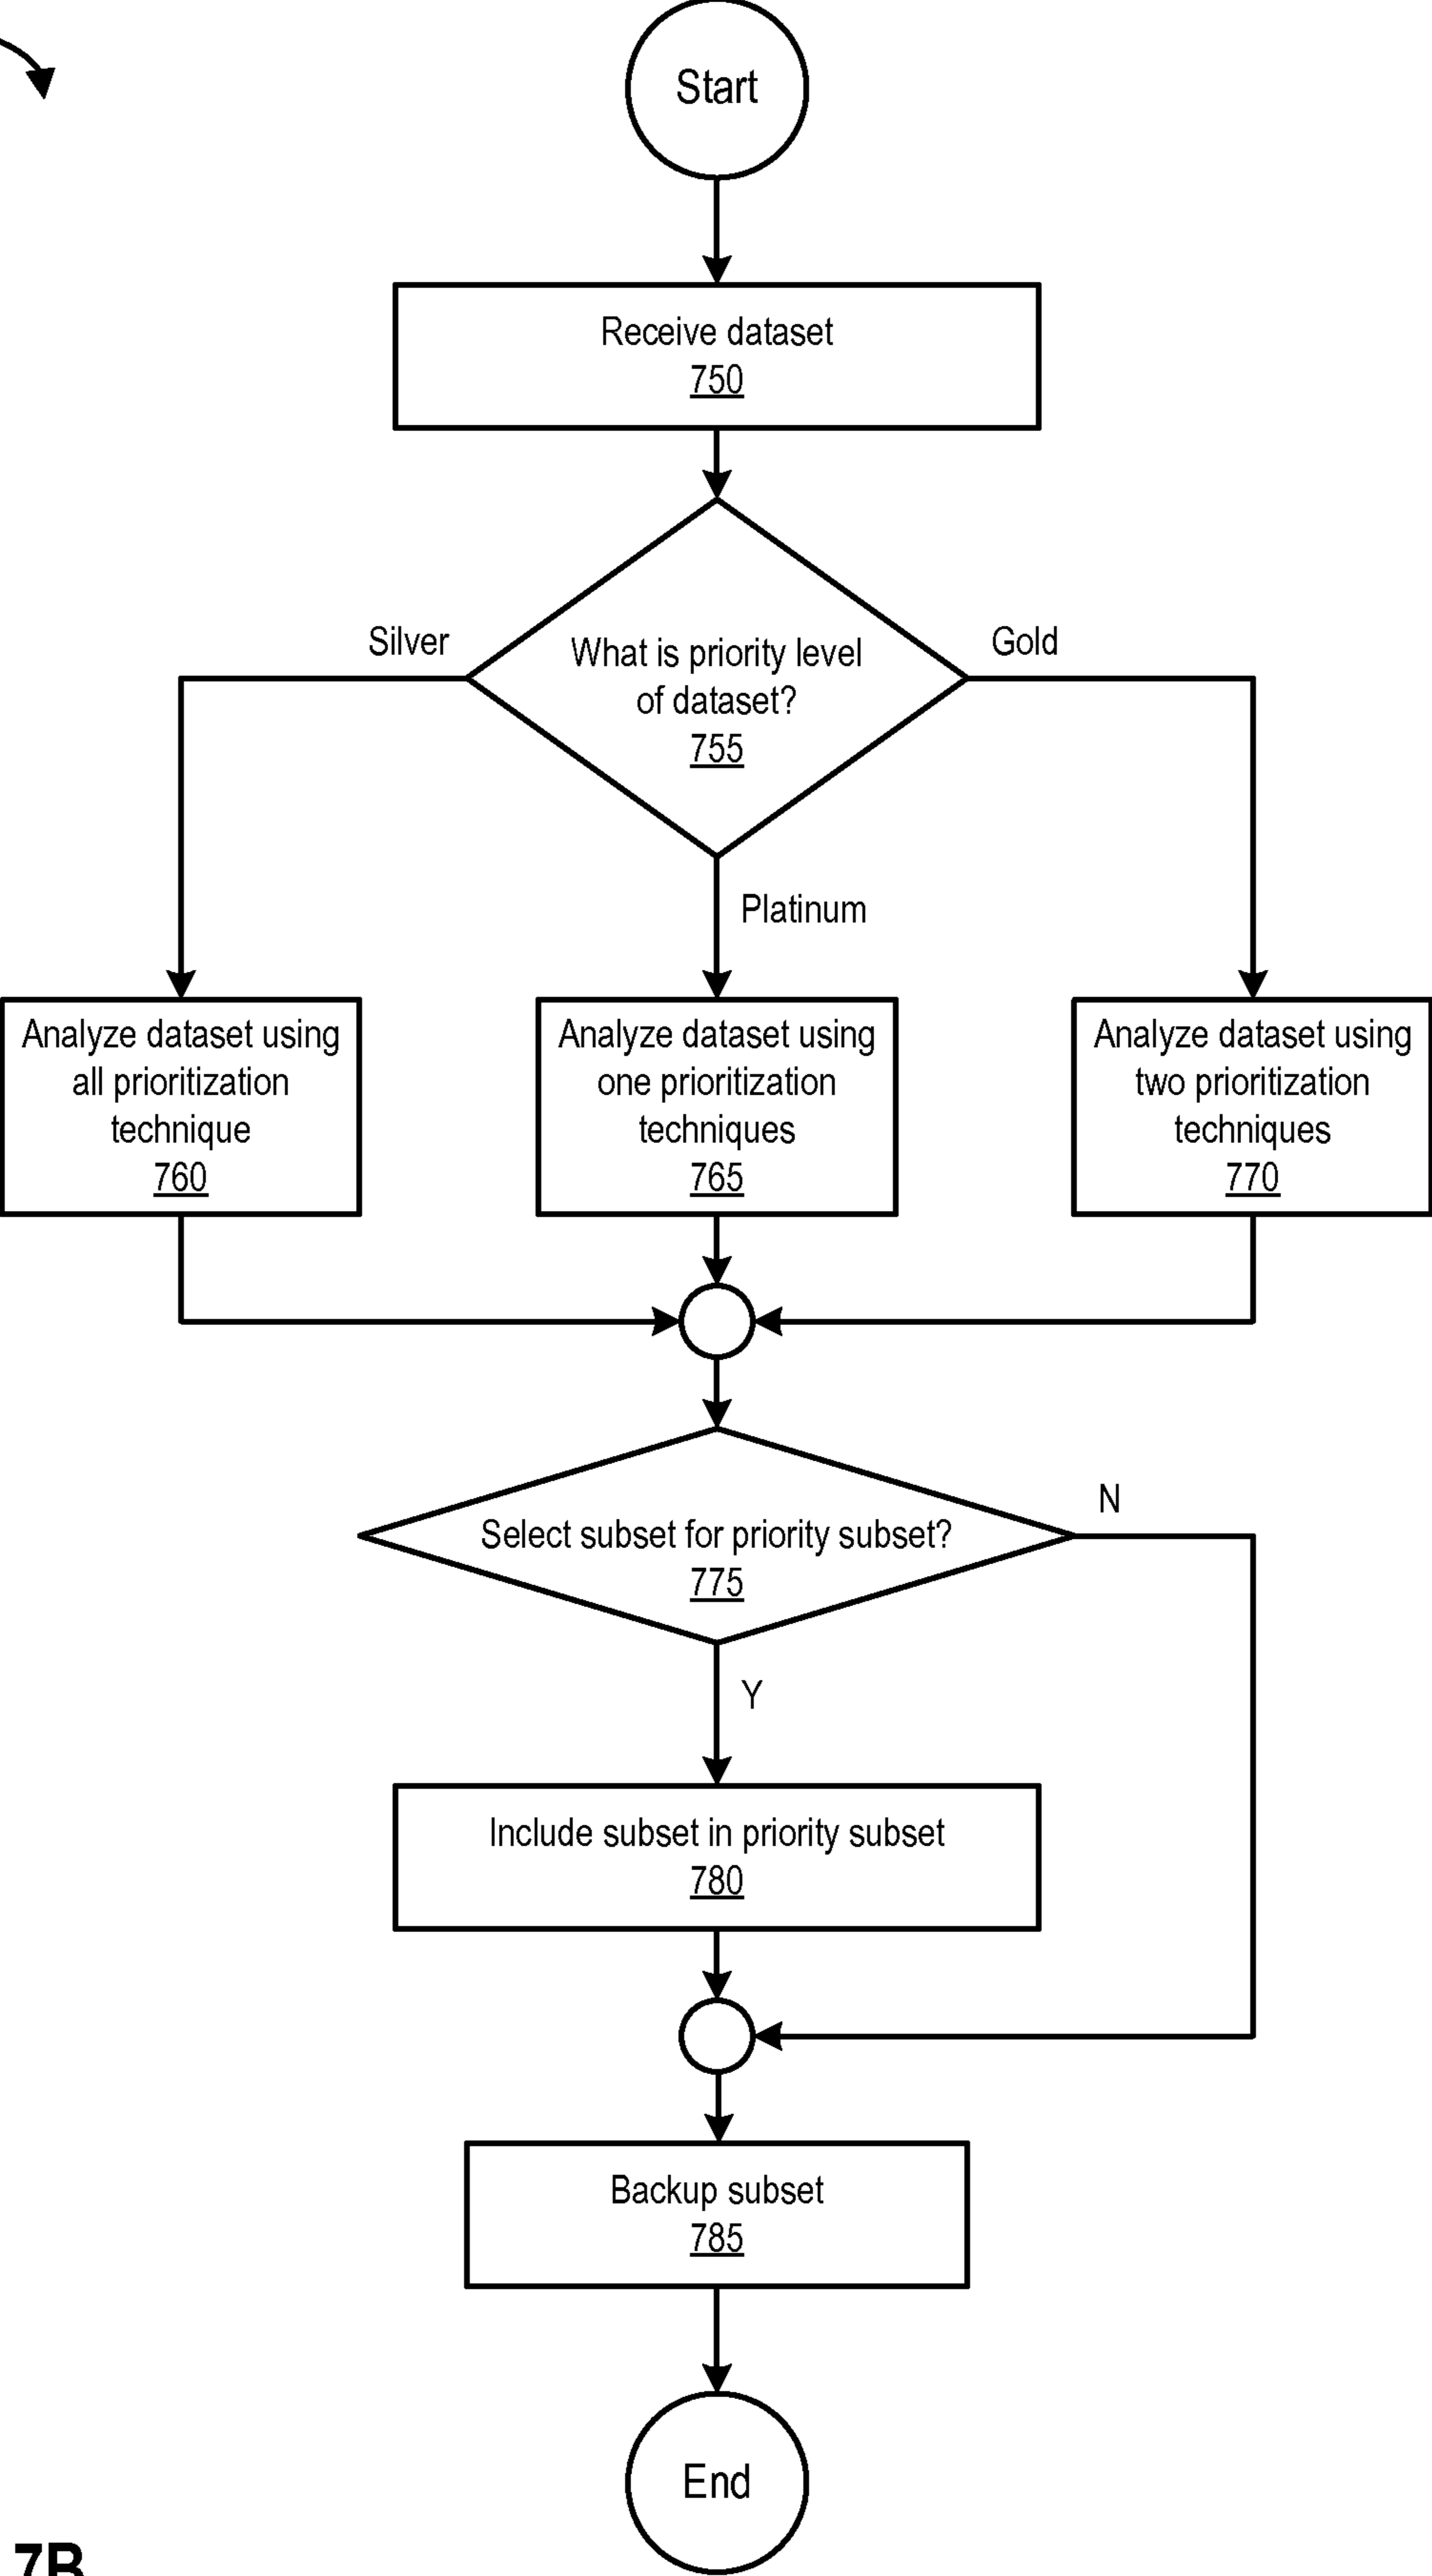 Start
Receive dataset
750
Silver
What is priority level
of dataset?
755
Gold
Platinum
Analyze dataset using
all prioritization
technique
760
Analyze dataset using
one prioritization
techniques
765
Analyze dataset using
two prioritization
techniques
770
Select subset for priority subset?
775
N
Y
Include subset in priority subset
780
Backup subset
785
End
7B